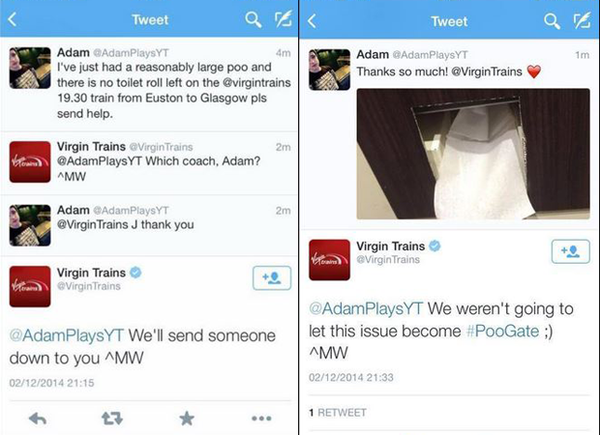 Tweet
Adam @AdamPlaysYT 4m
I've just had a reasonably large poo and
there is no toilet roll left on the @virgintrains
19.30 train from Euston to Glasgow pls
send help.
Virgin Trains @VirginTrains 2m
@AdamPlaysYT Which coach, Adam?
^MW
Adam @AdamPlaysYT 2m
@VirginTrains J thank you
Virgin Trains
@VirginTrains
@AdamPlaysYT We'll send someone
down to you ^MW
02/12/2014 21:15
Tweet
Adam @AdamPlaysYT 1m
Thanks so much! @VirginTrains ❤️
Virgin Trains
@VirginTrains
@AdamPlaysYT We weren't going to
let this issue become #PooGate ;)
^MW
02/12/2014 21:33
1 RETWEET